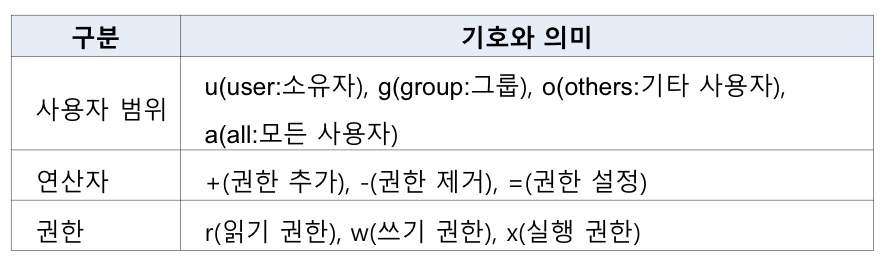 구분 기호와 의미
사용자 범위 u(user:소유자), g(group:그룹), o(others:기타 사용자),
a(all:모든 사용자)
연산자 +(권한 추가), -(권한 제거), =(권한 설정)
권한 r(읽기 권한), w(쓰기 권한), x(실행 권한)